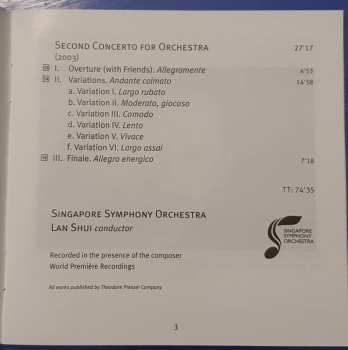 SECOND CONCERTO FOR ORCHESTRA 27'17
(2003)
I. Overture (with Friends). Allegramente 4'53
II. Variations. Andante calmato 14'58
a. Variation I. Largo rubato
b. Variation II. Moderato, giocoso
c. Variation III. Comodo
d. Variation IV. Lento
e. Variation V. Vivace
f. Variation VI. Largo assai
III. Finale. Allegro energico 7'18
TT: 74'35
SINGAPORE SYMPHONY ORCHESTRA
LAN SHUI conductor
SINGAPORE
SYMPHONY
ORCHESTRA
Recorded in the presence of the composer
World Première Recordings
All works published by Theodore Presser Company
3